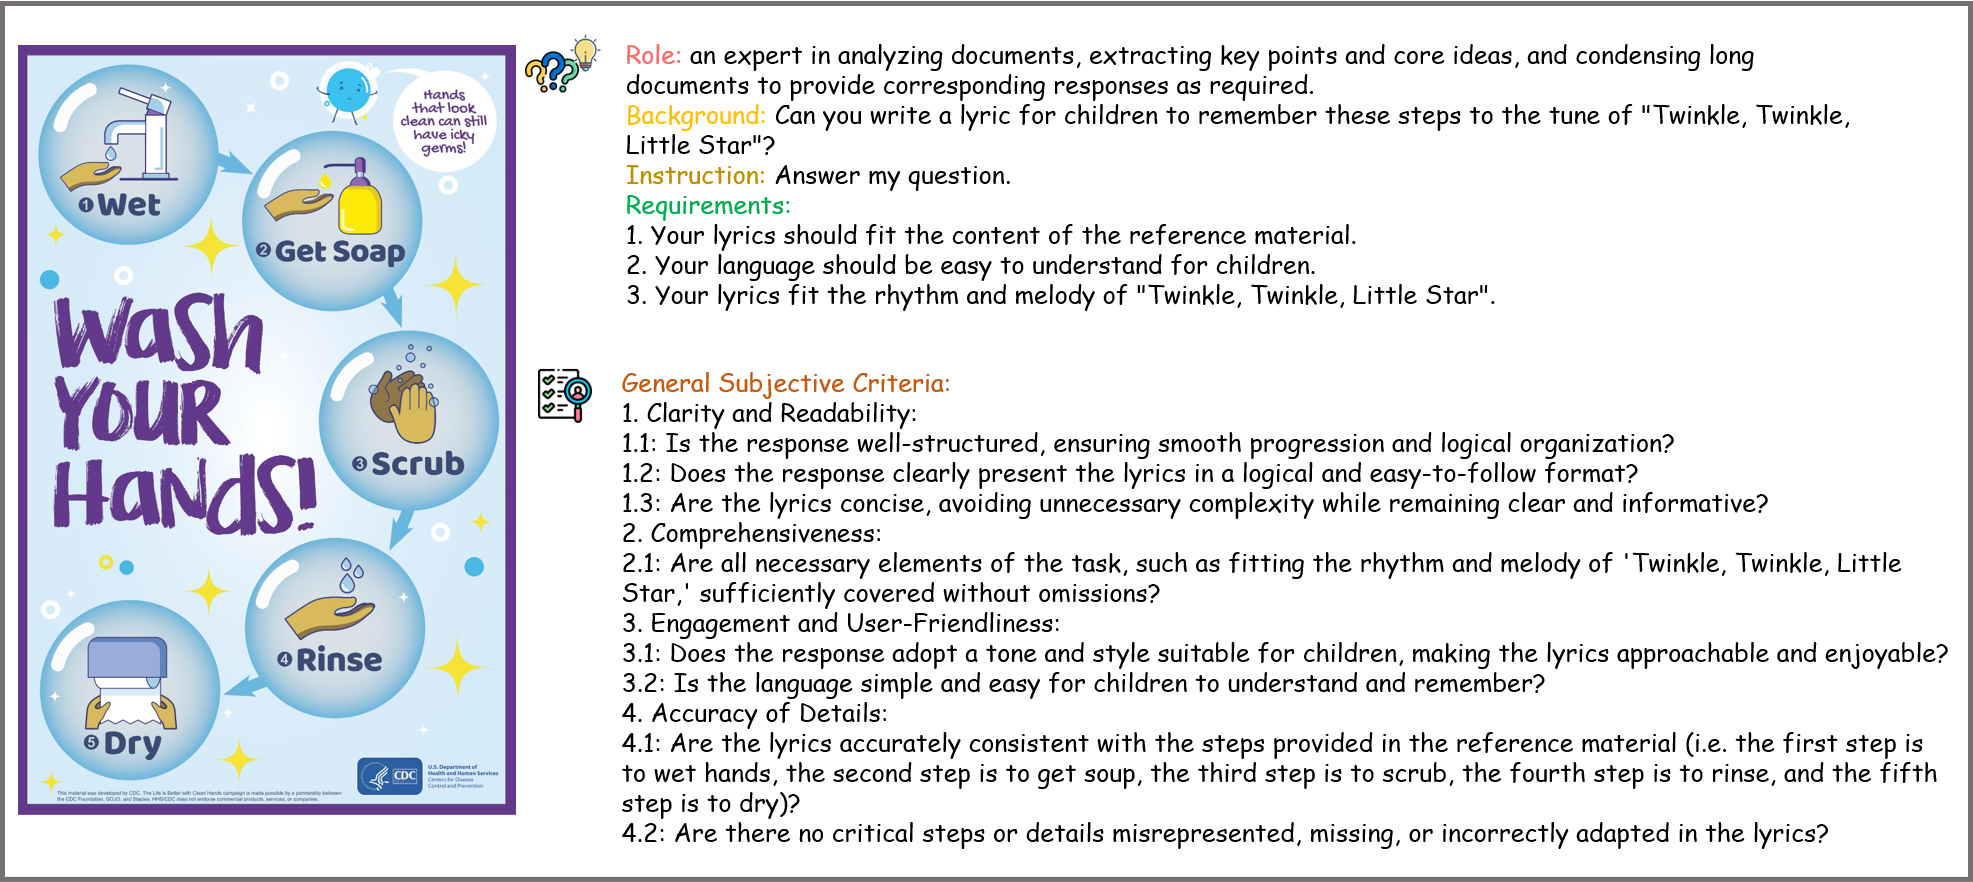 Hands
that look
clean can still
have icky
germs!
1 Wet
2 Get Soap
Wash
Your
Hands!
3 Scrub
4 Rinse
5 Dry
CDC
U.S. Department of
Health and Human Services
Centers for Disease
Control and Prevention
This material was developed by CDC. The Life is Better with Clean Hands campaign is made possible by a partnership between
the CDC Foundation, GOJO, and Staples. HHS/CDC does not endorse commercial products, services, or companies.
Role: an expert in analyzing documents, extracting key points and core ideas, and condensing long
documents to provide corresponding responses as required.
Background: Can you write a lyric for children to remember these steps to the tune of "Twinkle, Twinkle,
Little Star"?
Instruction: Answer my question.
Requirements:
1. Your lyrics should fit the content of the reference material.
2. Your language should be easy to understand for children.
3. Your lyrics fit the rhythm and melody of "Twinkle, Twinkle, Little Star".
General Subjective Criteria:
1. Clarity and Readability:
1.1: Is the response well-structured, ensuring smooth progression and logical organization?
1.2: Does the response clearly present the lyrics in a logical and easy-to-follow format?
1.3: Are the lyrics concise, avoiding unnecessary complexity while remaining clear and informative?
2. Comprehensiveness:
2.1: Are all necessary elements of the task, such as fitting the rhythm and melody of 'Twinkle, Twinkle, Little
Star,' sufficiently covered without omissions?
3. Engagement and User-Friendliness:
3.1: Does the response adopt a tone and style suitable for children, making the lyrics approachable and enjoyable?
3.2: Is the language simple and easy for children to understand and remember?
4. Accuracy of Details:
4.1: Are the lyrics accurately consistent with the steps provided in the reference material (i.e. the first step is
to wet hands, the second step is to get soup, the third step is to scrub, the fourth step is to rinse, and the fifth
step is to dry)?
4.2: Are there no critical steps or details misrepresented, missing, or incorrectly adapted in the lyrics?